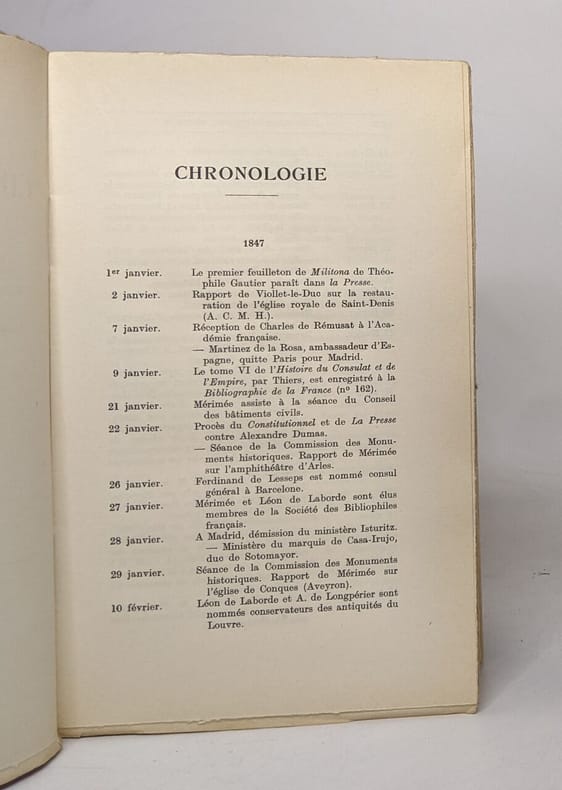 CHRONOLOGIE
1847
1er janvier. Le premier feuilleton de Militona de Théo-
phile Gautier paraît dans la Presse.
2 janvier. Rapport de Viollet-le-Duc sur la restau-
ration de l'église royale de Saint-Denis
(A. C. M. H.).
7 janvier. Réception de Charles de Rémusat à l'Aca-
démie française.
— Martinez de la Rosa, ambassadeur d'Es-
pagne, quitte Paris pour Madrid.
9 janvier. Le tome VI de l'Histoire du Consulat et de
l'Empire, par Thiers, est enregistré à la
Bibliographie de la France (nº 162).
21 janvier. Mérimée assiste à la séance du Conseil
des bâtiments civils.
22 janvier. Procès du Constitutionnel et de La Presse
contre Alexandre Dumas.
— Séance de la Commission des Monu-
ments historiques. Rapport de Mérimée
sur l'amphithéâtre d'Arles.
26 janvier. Ferdinand de Lesseps est nommé consul
général à Barcelone.
27 janvier. Mérimée et Léon de Laborde sont élus
membres de la Société des Bibliophiles
français.
28 janvier. A Madrid, démission du ministère Isturitz.
— Ministère du marquis de Casa-Irujo,
duc de Sotomayor.
29 janvier. Séance de la Commission des Monuments
historiques. Rapport de Mérimée sur
l'église de Conques (Aveyron).
10 février. Léon de Laborde et A. de Longpérier sont
nommés conservateurs des antiquités du
Louvre.